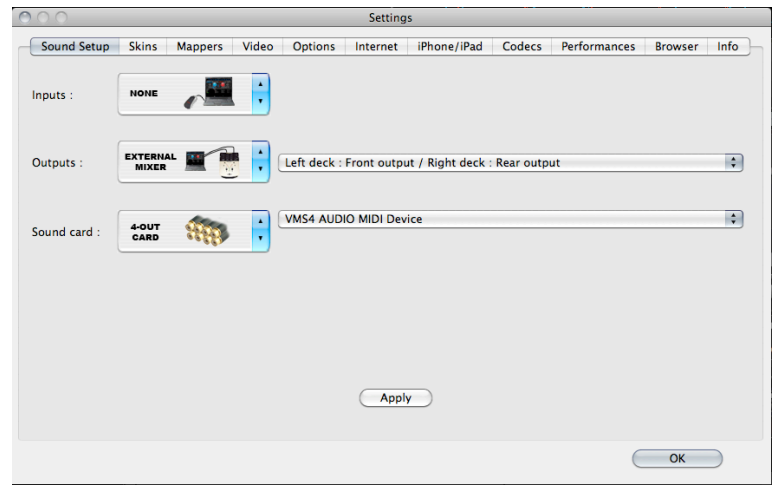 Settings
Sound Setup Skins Mappers Video Options Internet iPhone/iPad Codecs Performances Browser Info
Inputs :
NONE
Outputs :
EXTERNAL
MIXER
Left deck : Front output / Right deck : Rear output
Sound card :
4-OUT
CARD
VMS4 AUDIO MIDI Device
Apply
OK